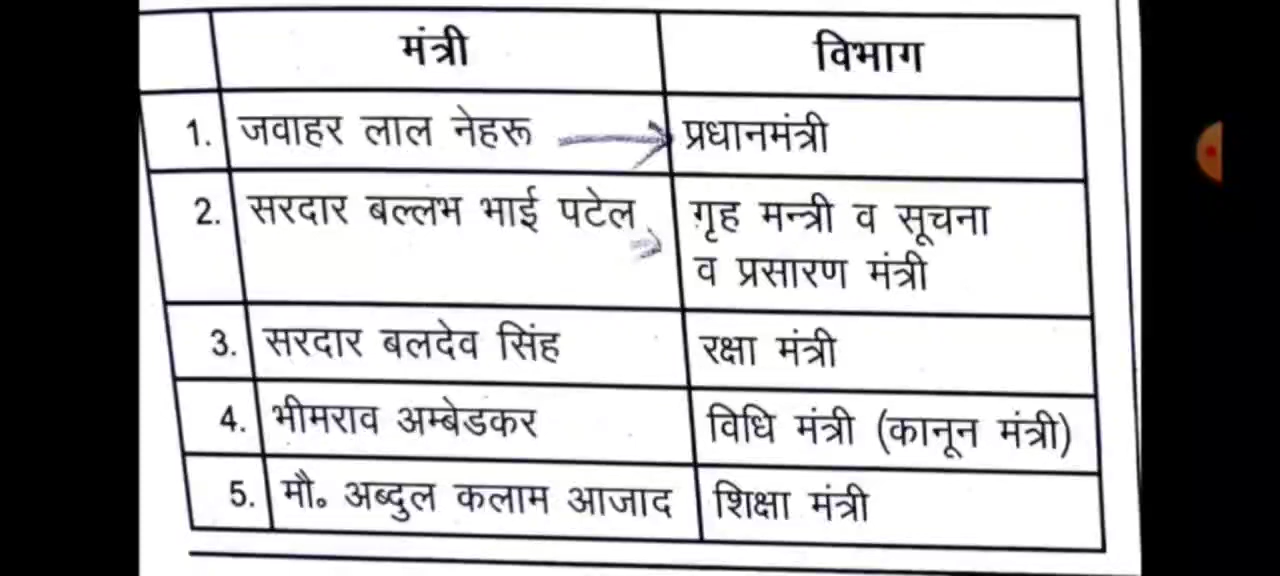 मंत्री विभाग
1. जवाहर लाल नेहरू प्रधानमंत्री
2. सरदार बल्लभ भाई पटेल गृह मन्त्री व सूचना
व प्रसारण मंत्री
3. सरदार बलदेव सिंह रक्षा मंत्री
4. भीमराव अम्बेडकर विधि मंत्री (कानून मंत्री)
5. मौ० अब्दुल कलाम आजाद शिक्षा मंत्री